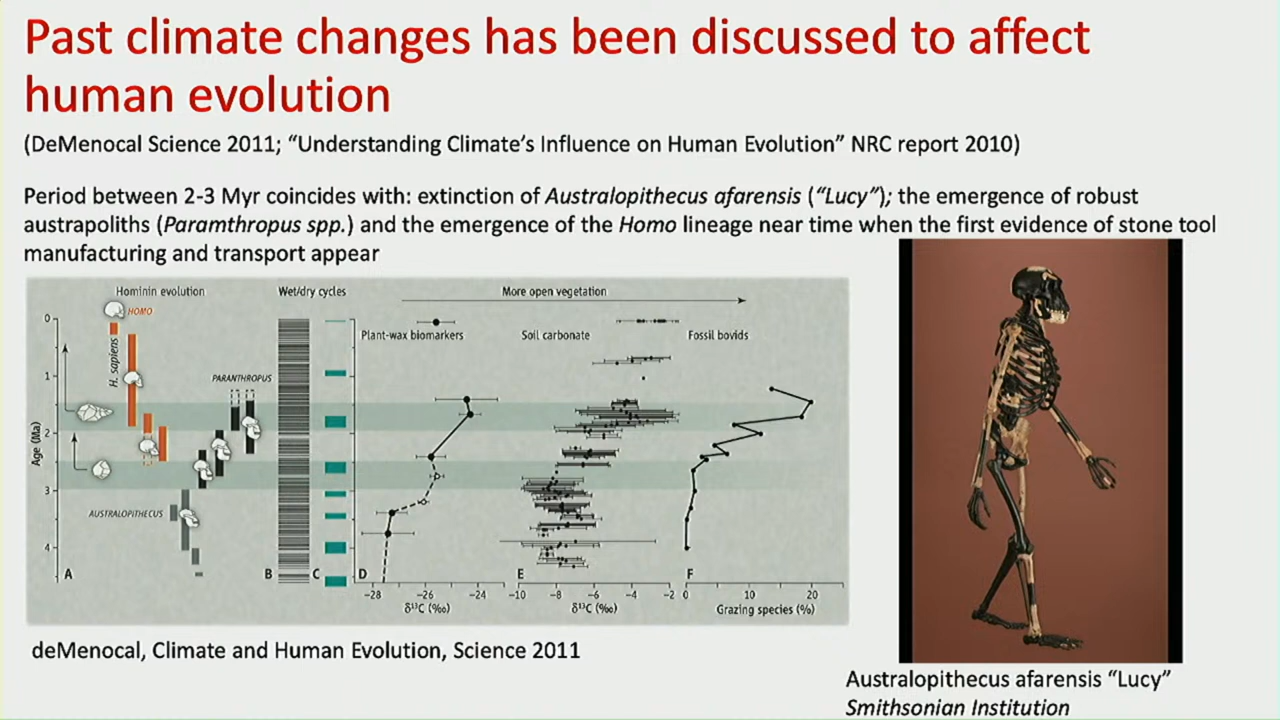 Past climate changes has been discussed to affect
human evolution
(DeMenocal Science 2011; “Understanding Climate’s Influence on Human Evolution” NRC report 2010)
Period between 2-3 Myr coincides with: extinction of Australopithecus afarensis (“Lucy”); the emergence of robust
austrapoliths (Paramthropus spp.) and the emergence of the Homo lineage near time when the first evidence of stone tool
manufacturing and transport appear
Hominin evolution Wet/dry cycles More open vegetation
HOMO
Plant-wax biomarkers Soil carbonate Fossil bovids
H. sapiens
PARANTHROPUS
AUSTRALOPITHECUS
Age (Ma)
0
1
2
3
4
A B C D E F
−28 −26 −24 −10 −8 −6 −4 −2 0 10 20
δ¹³C (‰) δ¹³C (‰) Grazing species (%)
deMenocal, Climate and Human Evolution, Science 2011
Australopithecus afarensis “Lucy”
Smithsonian Institution